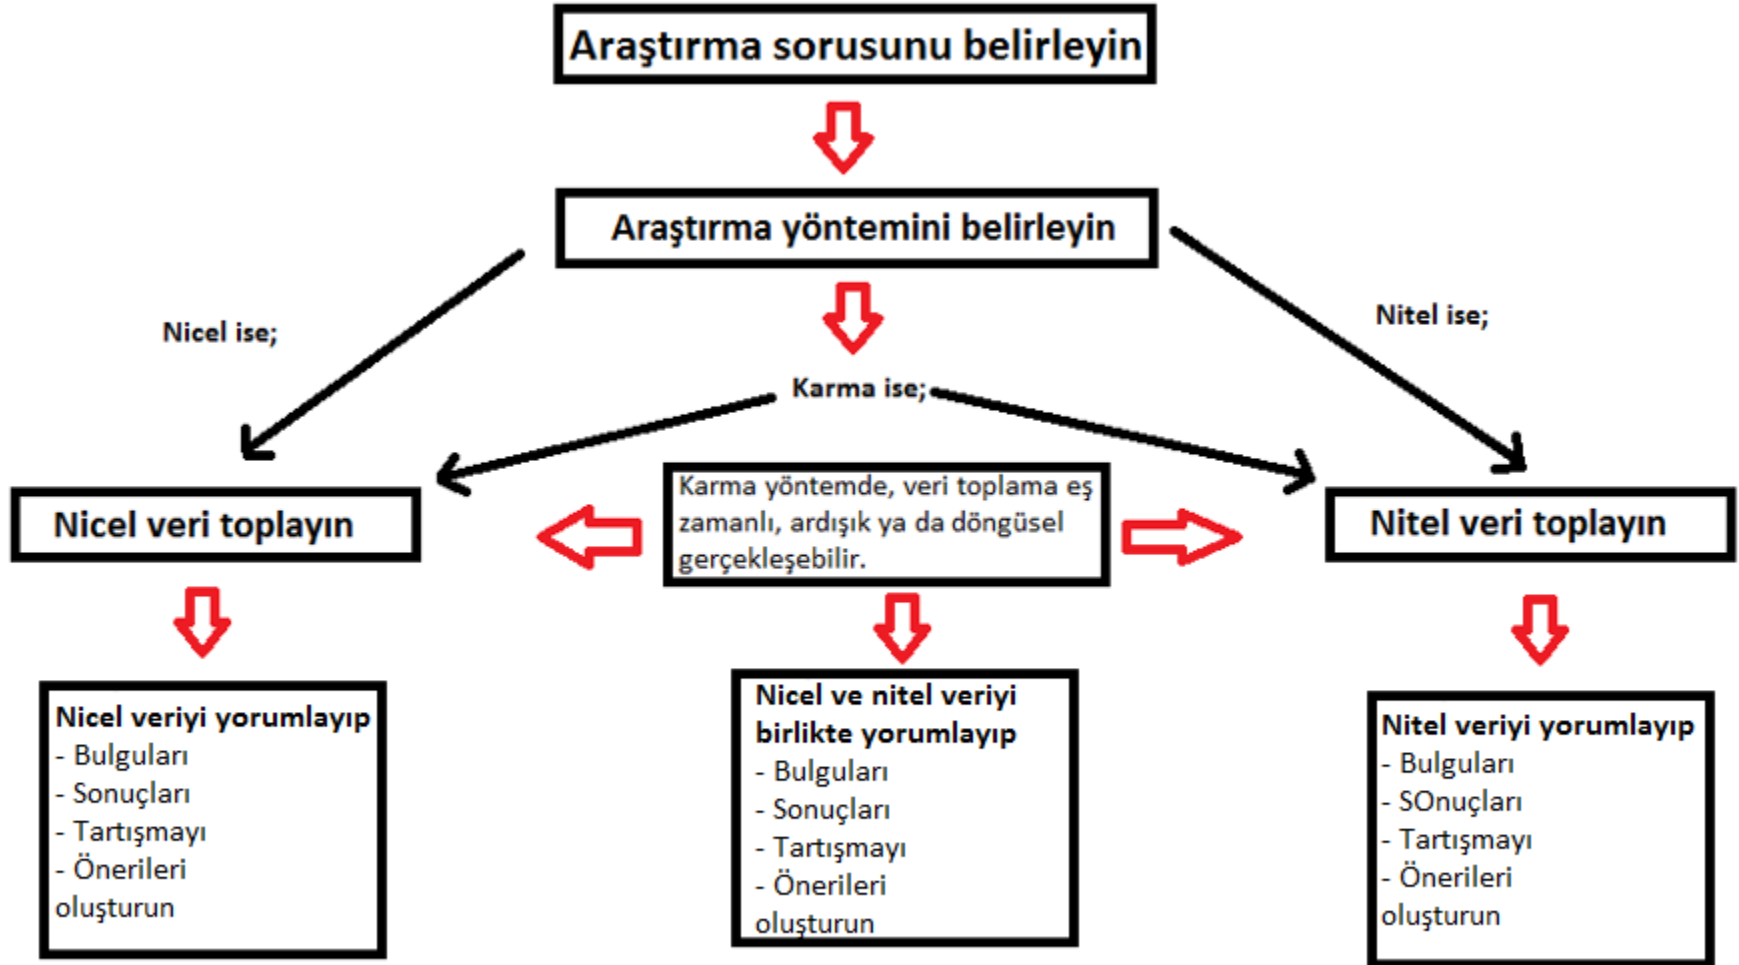 Araştırma sorusunu belirleyin
Araştırma yöntemini belirleyin
Nicel ise;
Nitel ise;
Karma ise;
Nicel veri toplayın
Karma yöntemde, veri toplama eş
zamanlı, ardışık ya da döngüsel
gerçekleşebilir.
Nitel veri toplayın
Nicel veriyi yorumlayıp
- Bulguları
- Sonuçları
- Tartışmayı
- Önerileri
oluşturun
Nicel ve nitel veriyi
birlikte yorumlayıp
- Bulguları
- Sonuçları
- Tartışmayı
- Önerileri
oluşturun
Nitel veriyi yorumlayıp
- Bulguları
- SOnuçları
- Tartışmayı
- Önerileri
oluşturun